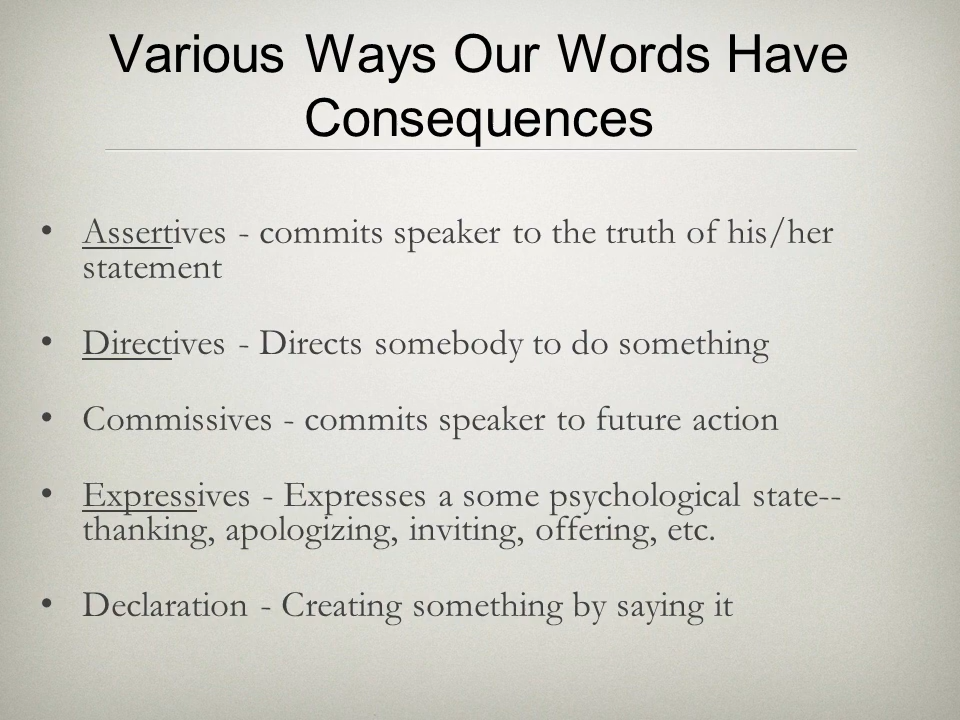 Various Ways Our Words Have
Consequences
• Assertives - commits speaker to the truth of his/her
statement
• Directives - Directs somebody to do something
• Commissives - commits speaker to future action
• Expressives - Expresses a some psychological state--
thanking, apologizing, inviting, offering, etc.
• Declaration - Creating something by saying it